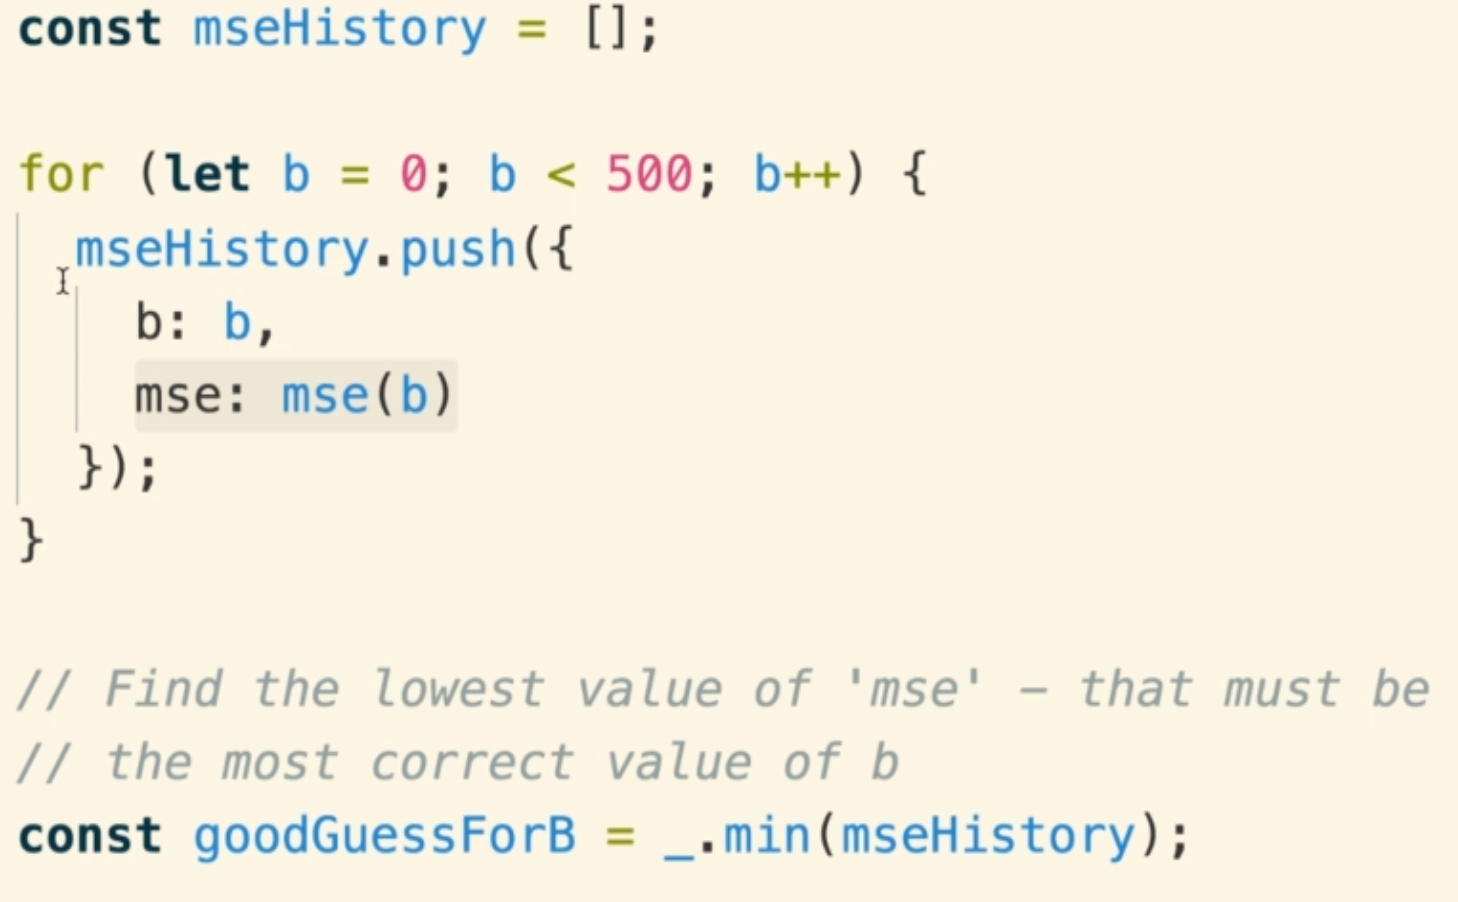 const mseHistory = [];
for (let b = 0; b < 500; b++) {
mseHistory.push({
b: b,
mse: mse(b)
});
}
// Find the lowest value of 'mse' – that must be
// the most correct value of b
const goodGuessForB = _.min(mseHistory);